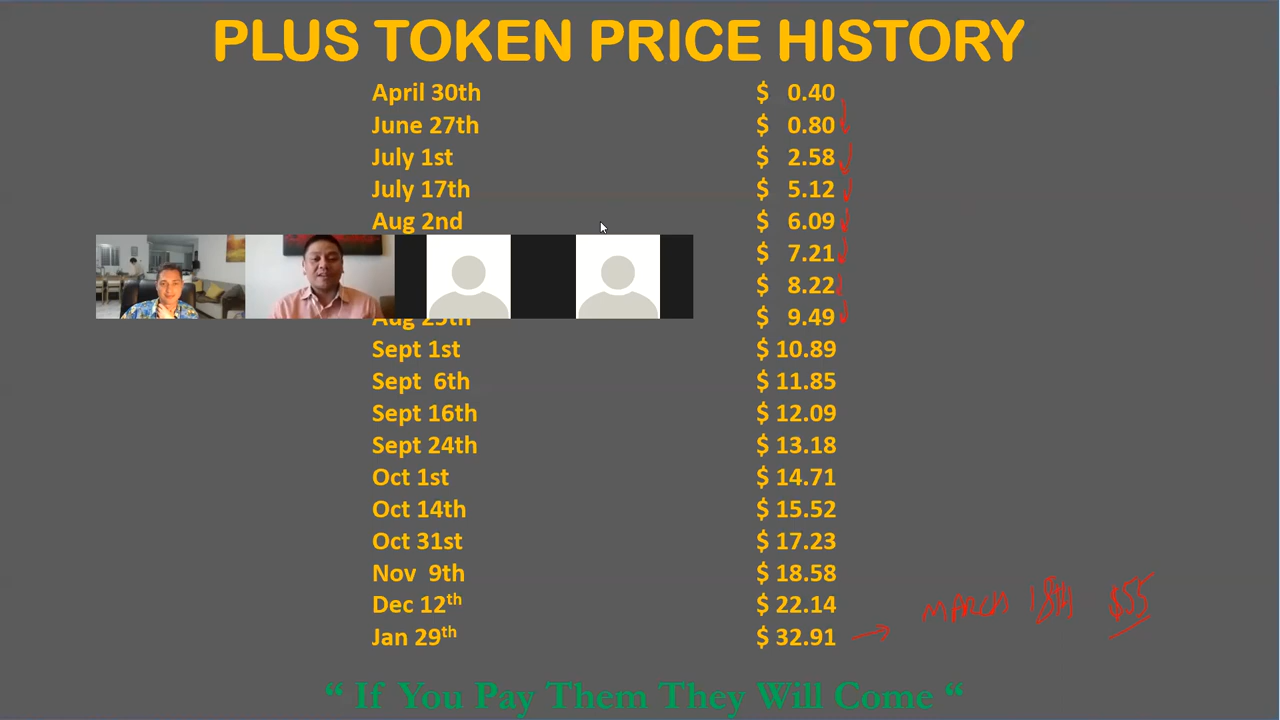 PLUS TOKEN PRICE HISTORY
April 30th $ 0.40
June 27th $ 0.80
July 1st $ 2.58
July 17th $ 5.12
Aug 2nd $ 6.09
$ 7.21
$ 8.22
Aug 25th $ 9.49
Sept 1st $ 10.89
Sept 6th $ 11.85
Sept 16th $ 12.09
Sept 24th $ 13.18
Oct 1st $ 14.71
Oct 14th $ 15.52
Oct 31st $ 17.23
Nov 9th $ 18.58
Dec 12th $ 22.14
Jan 29th $ 32.91 → MARCH 18TH $55
“ If You Pay Them They Will Come “